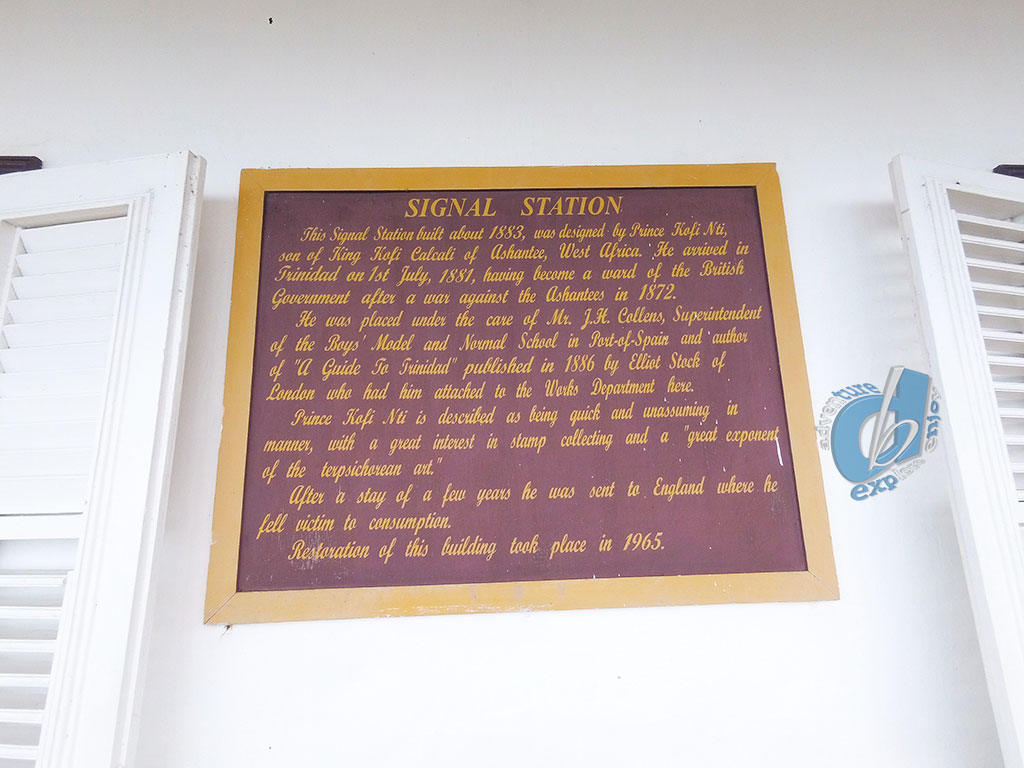 SIGNAL STATION
This Signal Station built about 1883, was designed by Prince Kofi Nti,
son of King Kofi Calcali of Ashantee, West Africa. He arrived in
Trinidad on 1st July, 1881, having become a ward of the British
Government after a war against the Ashantees in 1872.
He was placed under the care of Mr. J.H. Collens, Superintendent
of the Boys' Model and Normal School in Port-of-Spain and author
of "A Guide To Trinidad" published in 1886 by Elliot Stock of
London who had him attached to the Works Department here.
Prince Kofi Nti is described as being quick and unassuming in
manner, with a great interest in stamp collecting and a "great exponent
of the terpsichorean art."
After a stay of a few years he was sent to England where he
fell victim to consumption.
Restoration of this building took place in 1965.
adventure
explore
enjoy